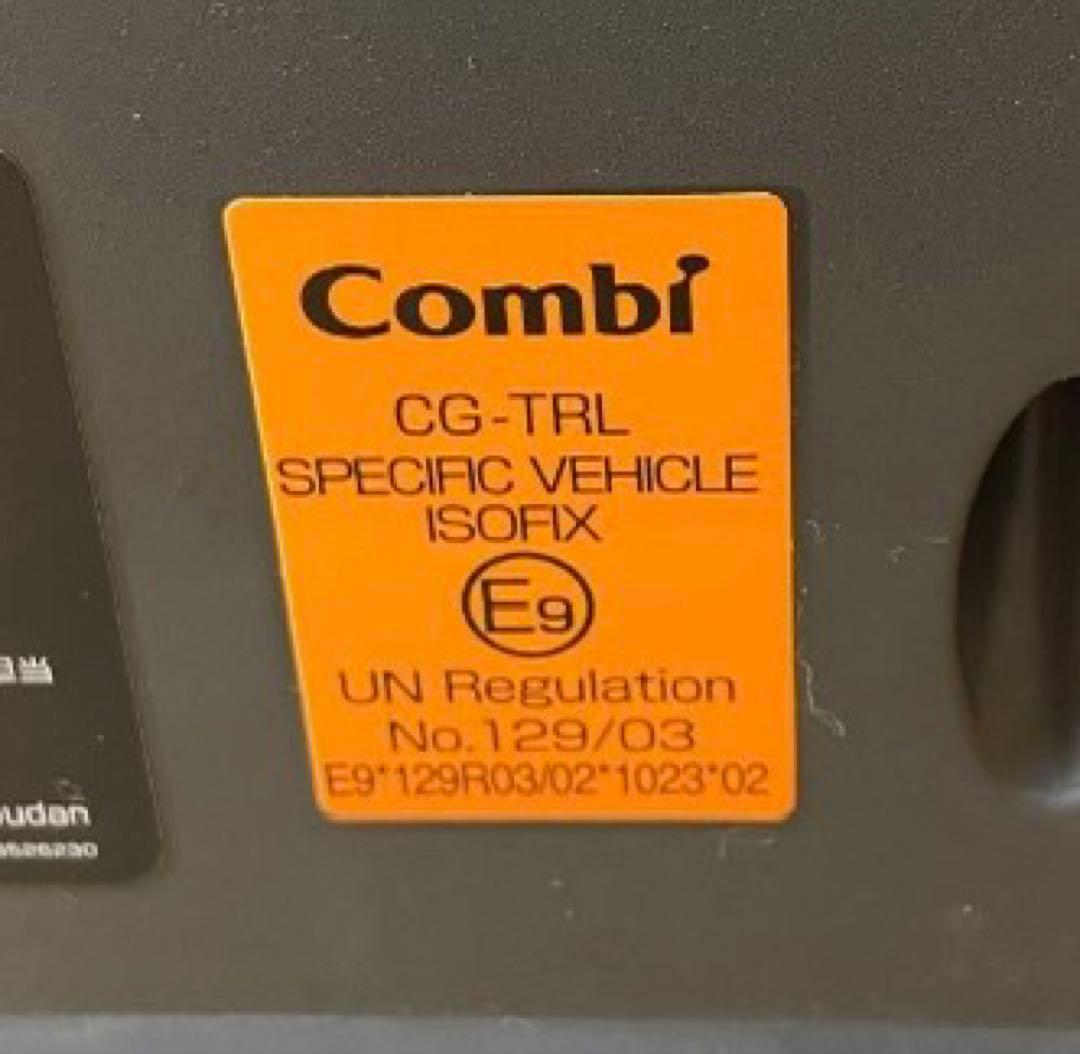 Combi
CG-TRL
SPECIFIC VEHICLE
ISOFIX
E9
UN Regulation
No.129/03
E9*129R03/02*1023*02